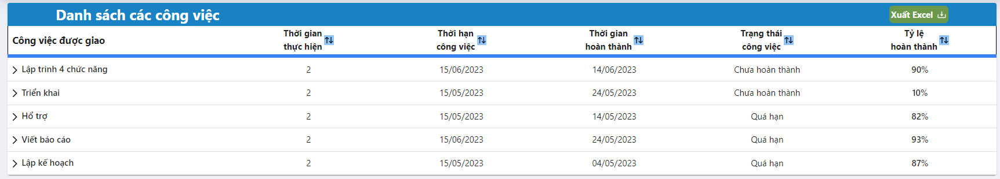 Danh sách các công việc Xuất Excel
Công việc được giao Thời gian thực hiện Thời hạn công việc Thời gian hoàn thành Trạng thái công việc Tỷ lệ hoàn thành
Lập trình 4 chức năng 2 15/06/2023 14/06/2023 Chưa hoàn thành 90%
Triển khai 2 15/05/2023 24/05/2023 Chưa hoàn thành 10%
Hổ trợ 2 15/05/2023 14/05/2023 Quá hạn 82%
Viết báo cáo 2 15/06/2023 24/05/2023 Quá hạn 93%
Lập kế hoạch 2 15/05/2023 04/05/2023 Quá hạn 87%